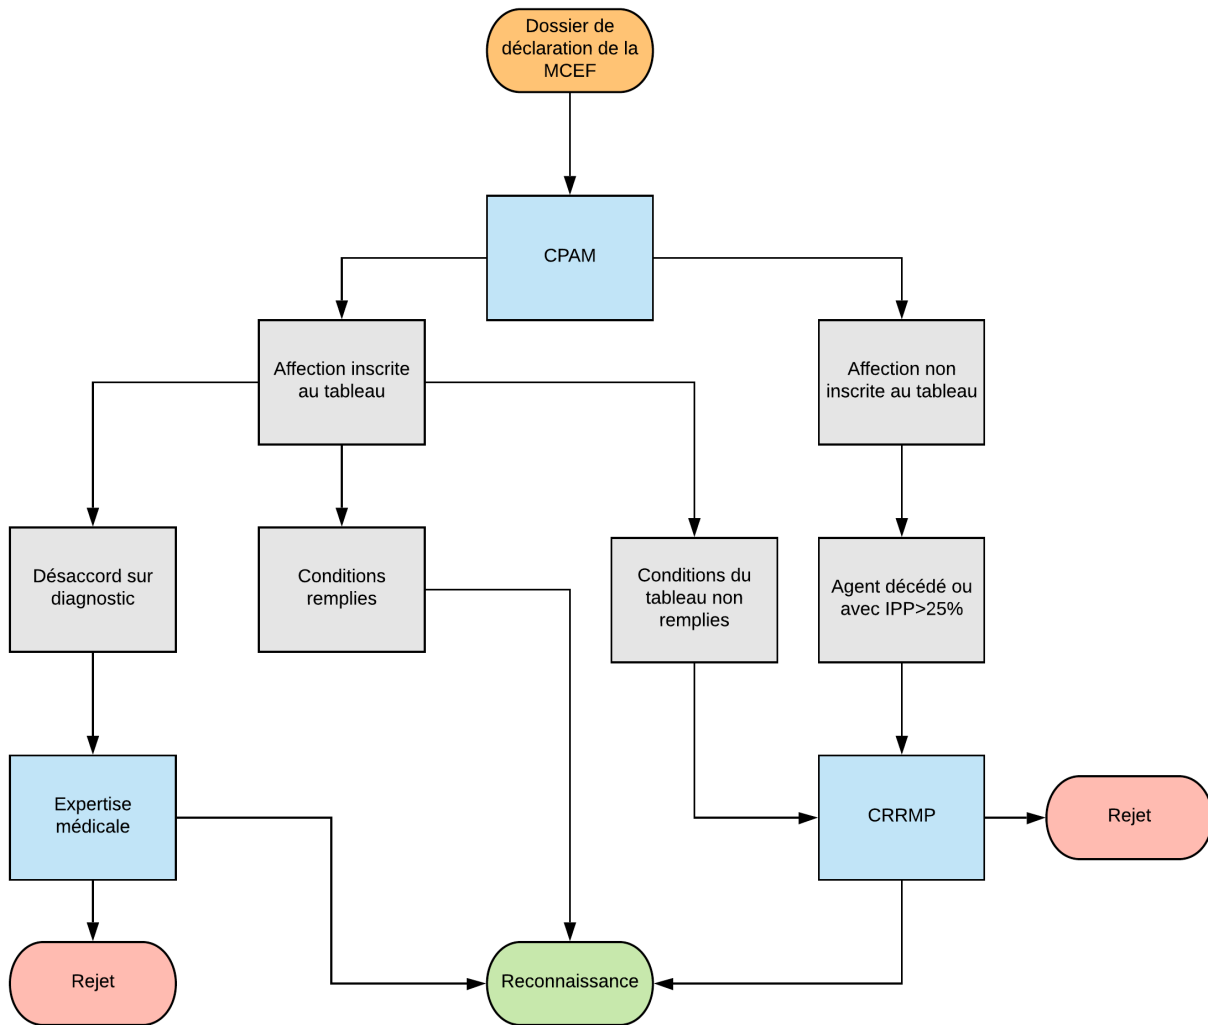 Dossier de
déclaration de la
MCEF
CPAM
Affection inscrite
au tableau
Affection non
inscrite au tableau
Désaccord sur
diagnostic
Conditions
remplies
Conditions du
tableau non
remplies
Agent décédé ou
avec IPP>25%
Expertise
médicale
CRRMP
Rejet
Rejet
Reconnaissance